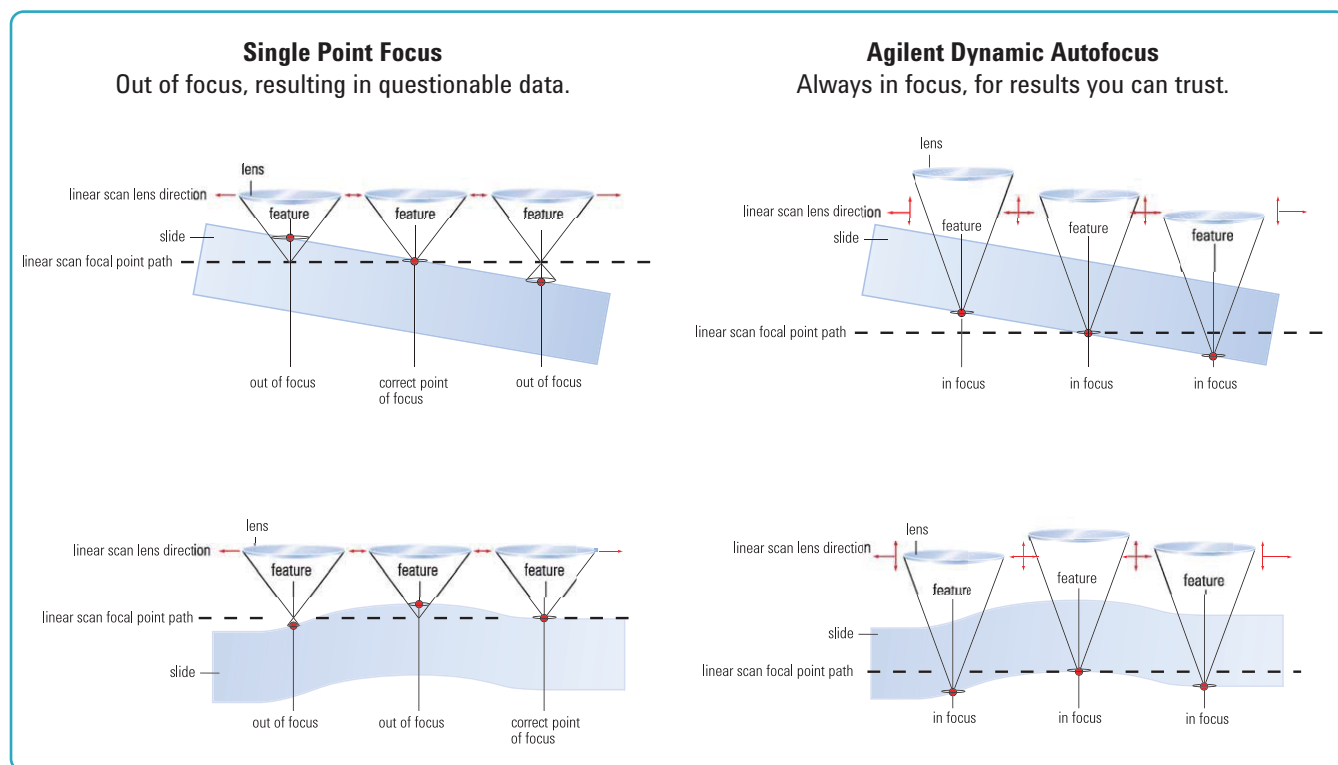 Single Point Focus
Out of focus, resulting in questionable data.
lens
linear scan lens direction
feature
feature
feature
slide
linear scan focal point path
out of focus
correct point
of focus
out of focus
lens
linear scan lens direction
feature
feature
feature
linear scan focal point path
slide
out of focus
out of focus
correct point
of focus
Agilent Dynamic Autofocus
Always in focus, for results you can trust.
lens
linear scan lens direction
feature
feature
feature
slide
linear scan focal point path
in focus
in focus
in focus
lens
linear scan lens direction
feature
feature
feature
slide
linear scan focal point path
in focus
in focus
in focus